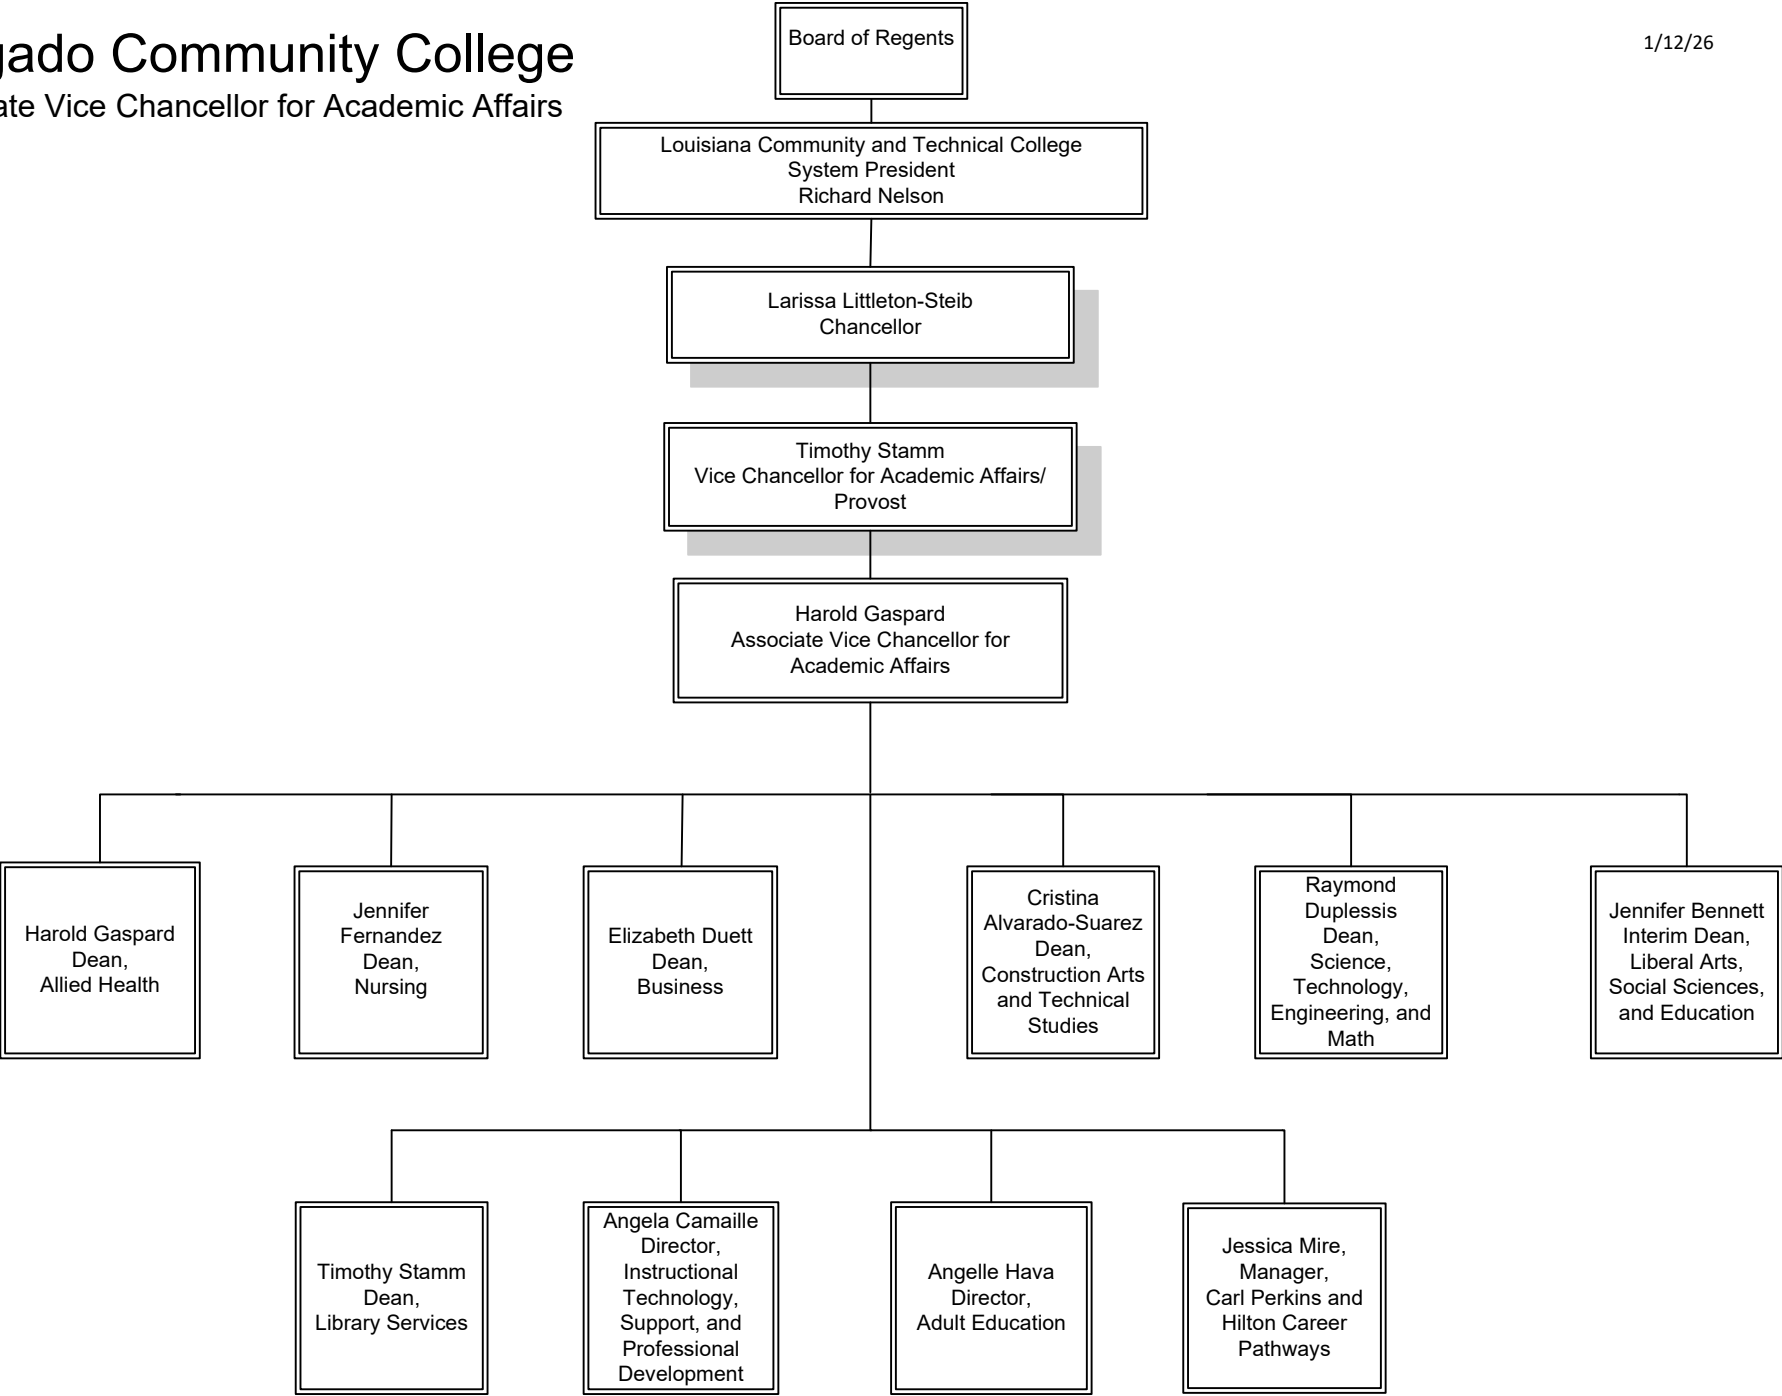 Community College
Vice Chancellor for Academic Affairs
Board of Regents
1/12/26
Louisiana Community and Technical College
System President
Richard Nelson
Larissa Littleton-Steib
Chancellor
Timothy Stamm
Vice Chancellor for Academic Affairs/
Provost
Harold Gaspard
Associate Vice Chancellor for
Academic Affairs
Harold Gaspard
Dean,
Allied Health
Jennifer
Fernandez
Dean,
Nursing
Elizabeth Duett
Dean,
Business
Cristina
Alvarado-Suarez
Dean,
Construction Arts
and Technical
Studies
Raymond
Duplessis
Dean,
Science,
Technology,
Engineering, and
Math
Jennifer Bennett
Interim Dean,
Liberal Arts,
Social Sciences,
and Education
Timothy Stamm
Dean,
Library Services
Angela Camaille
Director,
Instructional
Technology,
Support, and
Professional
Development
Angelle Hava
Director,
Adult Education
Jessica Mire,
Manager,
Carl Perkins and
Hilton Career
Pathways